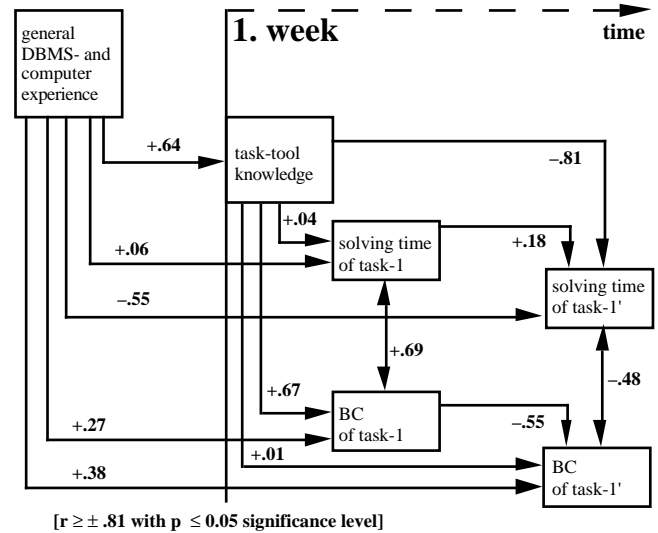 general
DBMS- and
computer
experience
1. week
time
+.64
task-tool
knowledge
–.81
+.04
+.06
solving time
of task-1
+.18
–.55
solving time
of task-1'
+.69
–.48
+.67
BC
of task-1
–.55
+.27
+.01
+.38
BC
of task-1'
[r ≥ ± .81 with p ≤ 0.05 significance level]